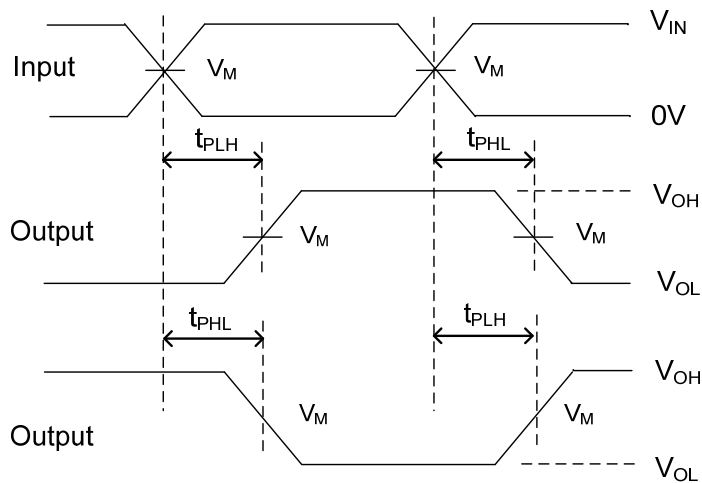 V_IN
Input
V_M
V_M
0V
t_PLH
t_PHL
V_OH
Output
V_M
V_M
V_OL
t_PHL
t_PLH
V_OH
Output
V_M
V_M
V_OL